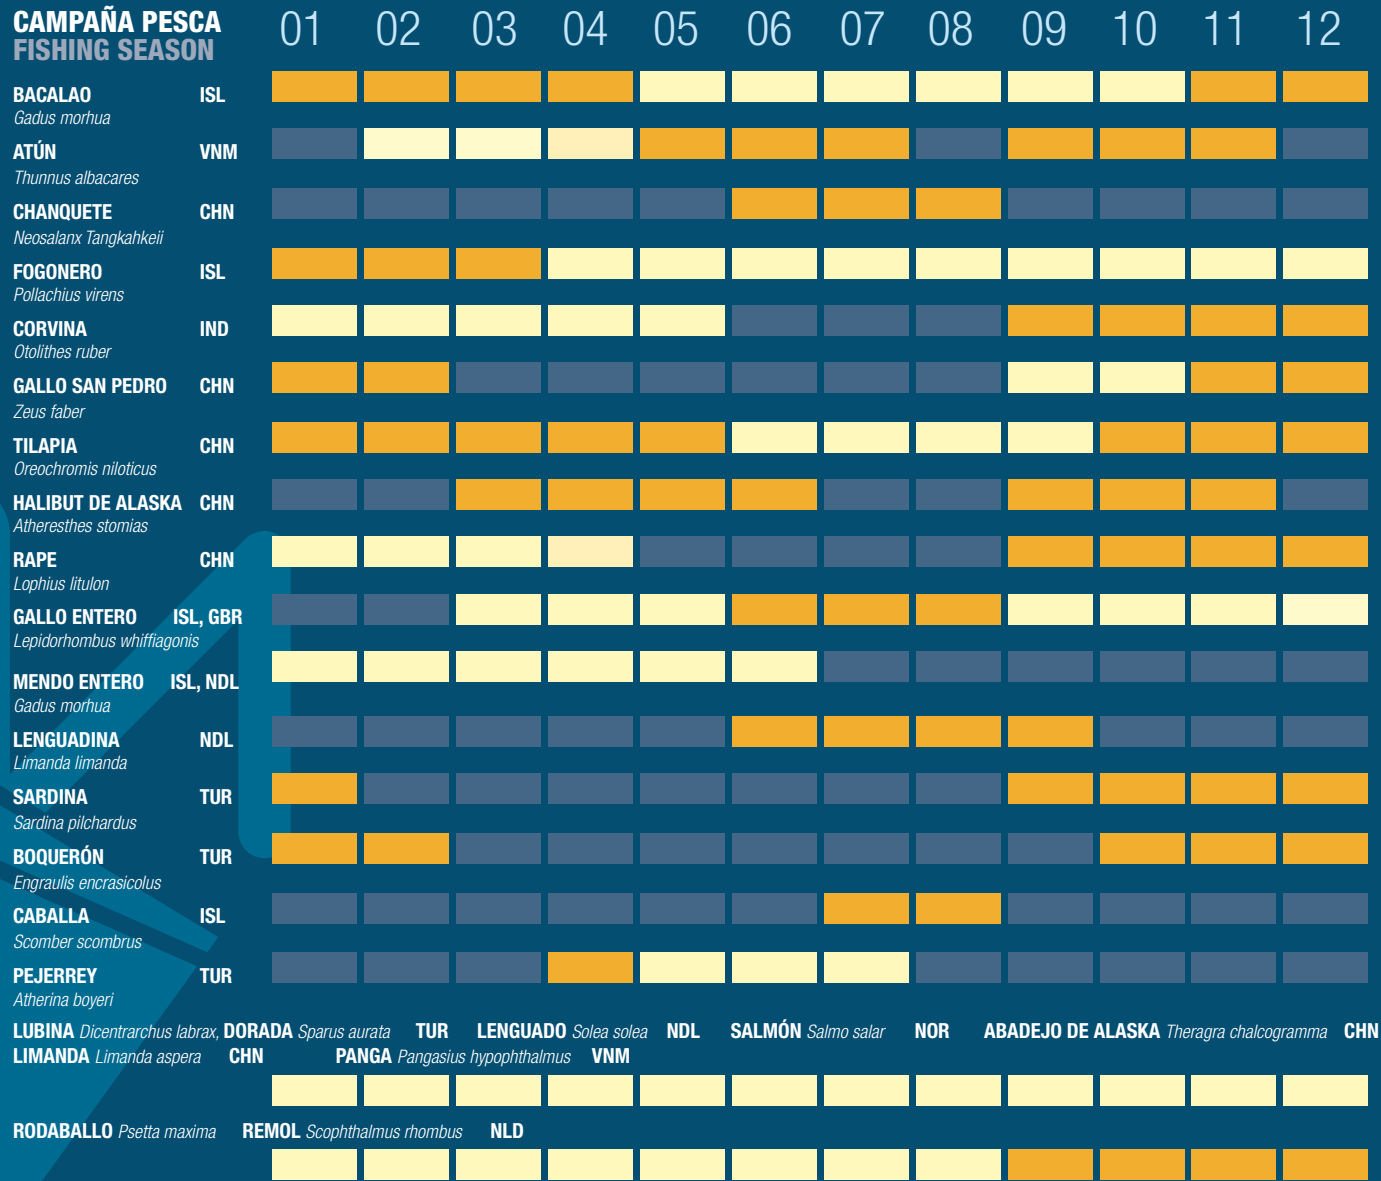 CAMPAÑA PESCA 01 02 03 04 05 06 07 08 09 10 11 12
FISHING SEASON
BACALAO ISL
Gadus morhua
ATÚN VNM
Thunnus albacares
CHANQUETE CHN
Neosalanx Tangkahkeii
FOGONERO ISL
Pollachius virens
CORVINA IND
Otolithes ruber
GALLO SAN PEDRO CHN
Zeus faber
TILAPIA CHN
Oreochromis niloticus
HALIBUT DE ALASKA CHN
Atheresthes stomias
RAPE CHN
Lophius litulon
GALLO ENTERO ISL, GBR
Lepidorhombus whiffiagonis
MENDO ENTERO ISL, NDL
Gadus morhua
LENGUADINA NDL
Limanda limanda
SARDINA TUR
Sardina pilchardus
BOQUERÓN TUR
Engraulis encrasicolus
CABALLA ISL
Scomber scombrus
PEJERREY TUR
Atherina boyeri
LUBINA Dicentrarchus labrax, DORADA Sparus aurata TUR LENGUADO Solea solea NDL SALMÓN Salmo salar NOR ABADEJO DE ALASKA Theragra chalcogramma CHN
LIMANDA Limanda aspera CHN PANGA Pangasius hypophthalmus VNM
RODABALLO Psetta maxima REMOL Scophthalmus rhombus NLD